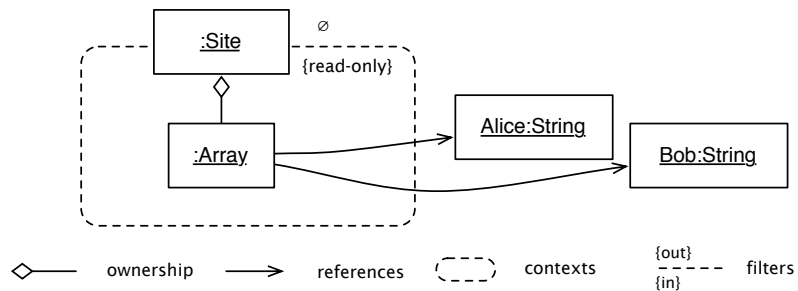 :Site
∅
{read-only}
:Array
Alice:String
Bob:String
ownership
references
contexts
{out}
{in}
filters